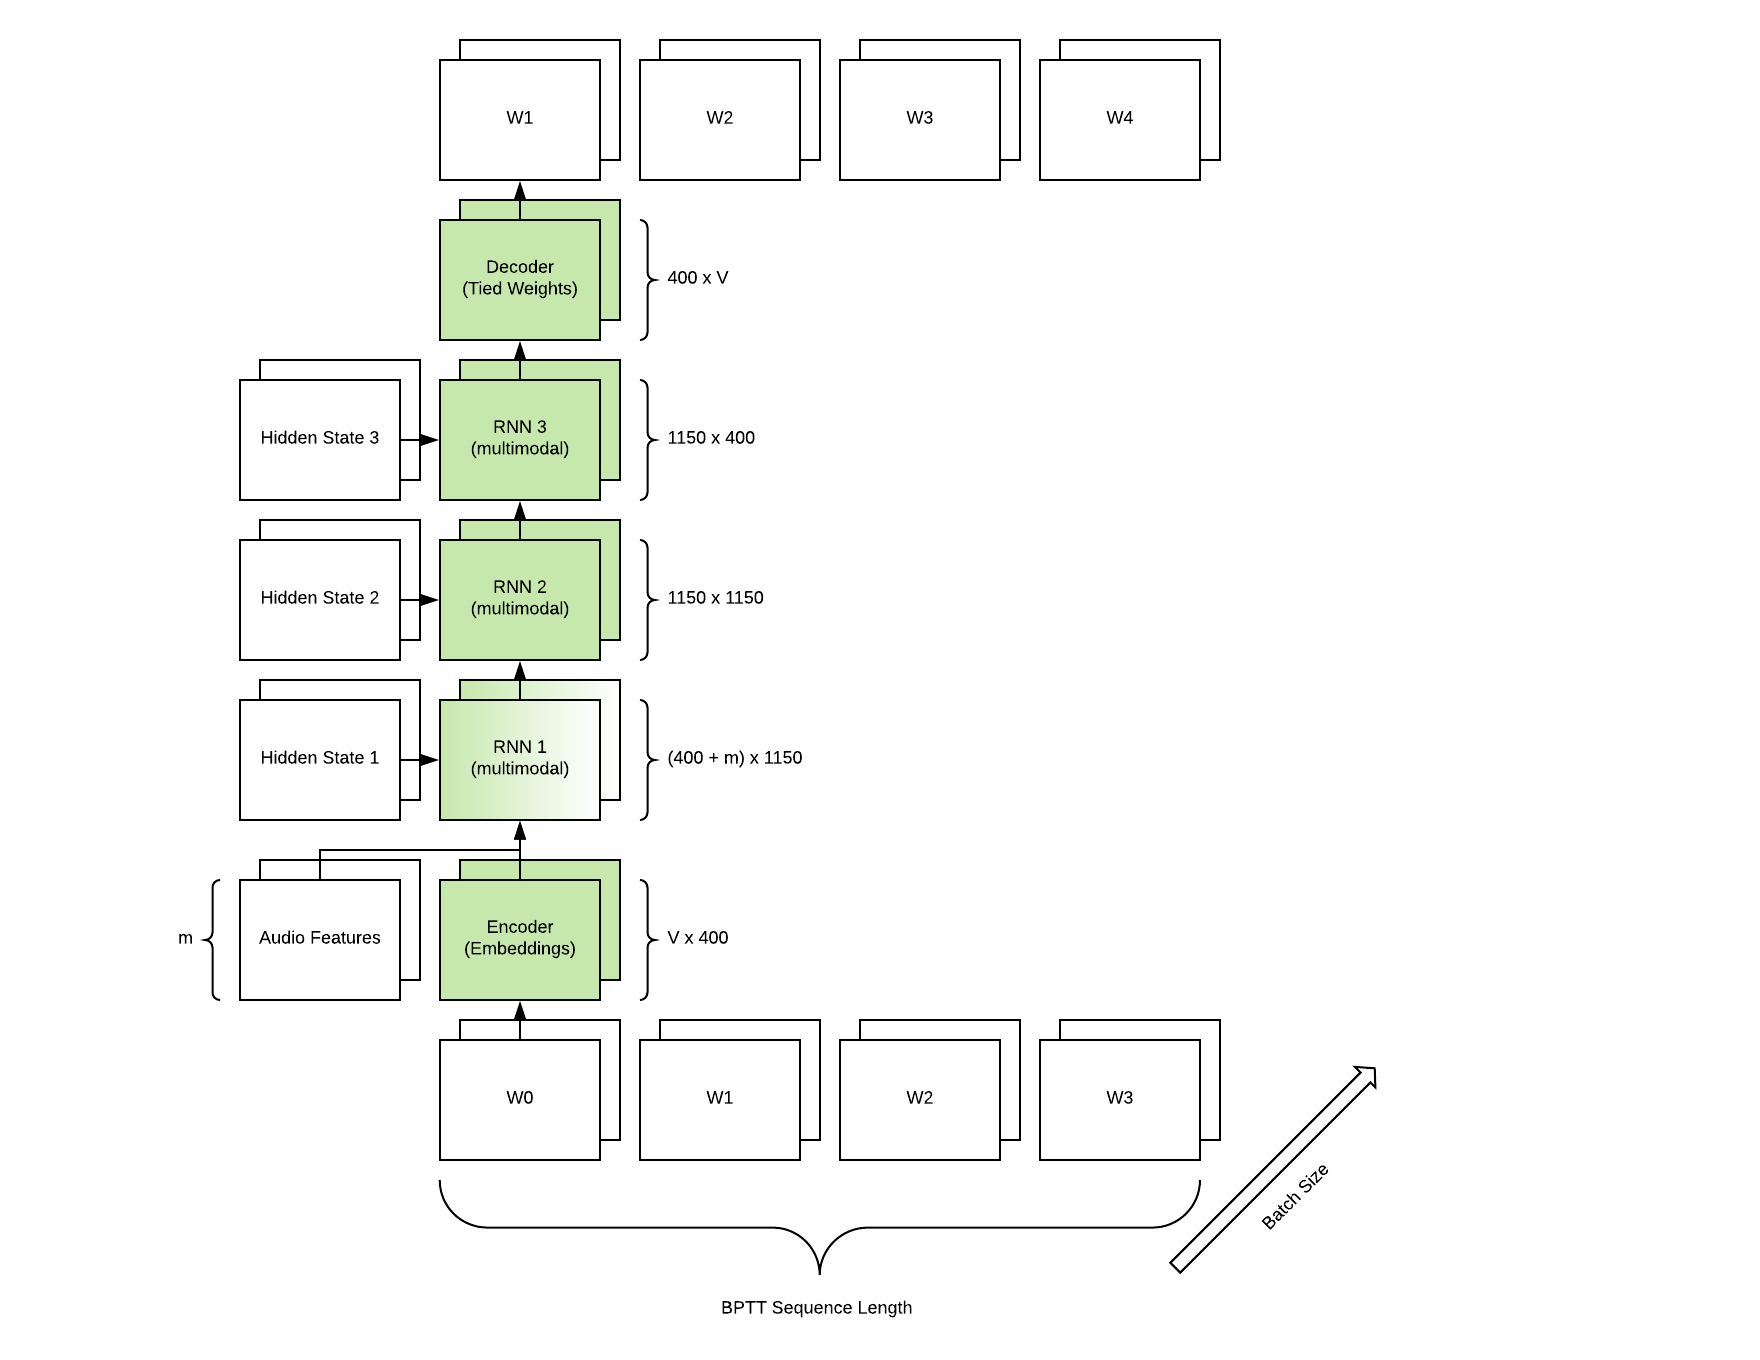 W1
W2
W3
W4
Decoder
(Tied Weights)
400 x V
Hidden State 3
RNN 3
(multimodal)
1150 x 400
Hidden State 2
RNN 2
(multimodal)
1150 x 1150
Hidden State 1
RNN 1
(multimodal)
(400 + m) x 1150
m
Audio Features
Encoder
(Embeddings)
V x 400
W0
W1
W2
W3
Batch Size
BPTT Sequence Length